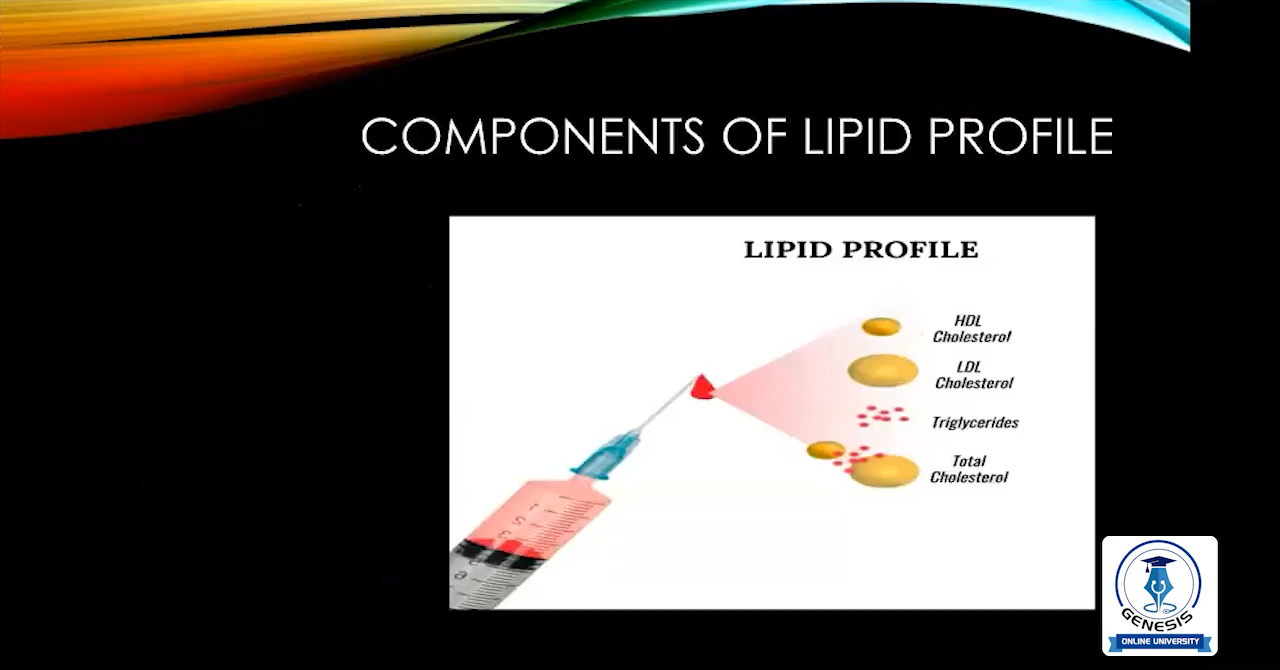 COMPONENTS OF LIPID PROFILE
LIPID PROFILE
HDL
Cholesterol
LDL
Cholesterol
Triglycerides
Total
Cholesterol
GENESIS
ONLINE UNIVERSITY